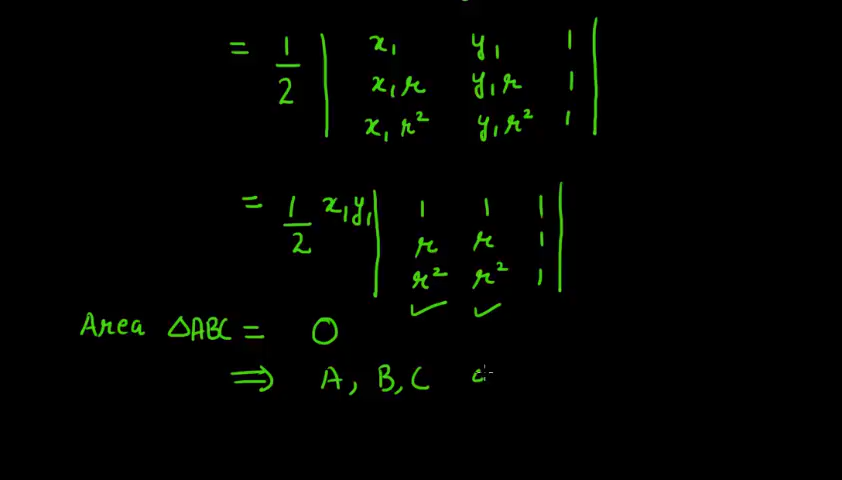 = 1/2 | x₁ y₁ 1 |
| x₁r y₁r 1 |
| x₁r² y₁r² 1 |
= 1/2 x₁y₁ | 1 1 1 |
| r r 1 |
| r² r² 1 |
✓ ✓
Area △ABC = 0
⇒ A, B, C